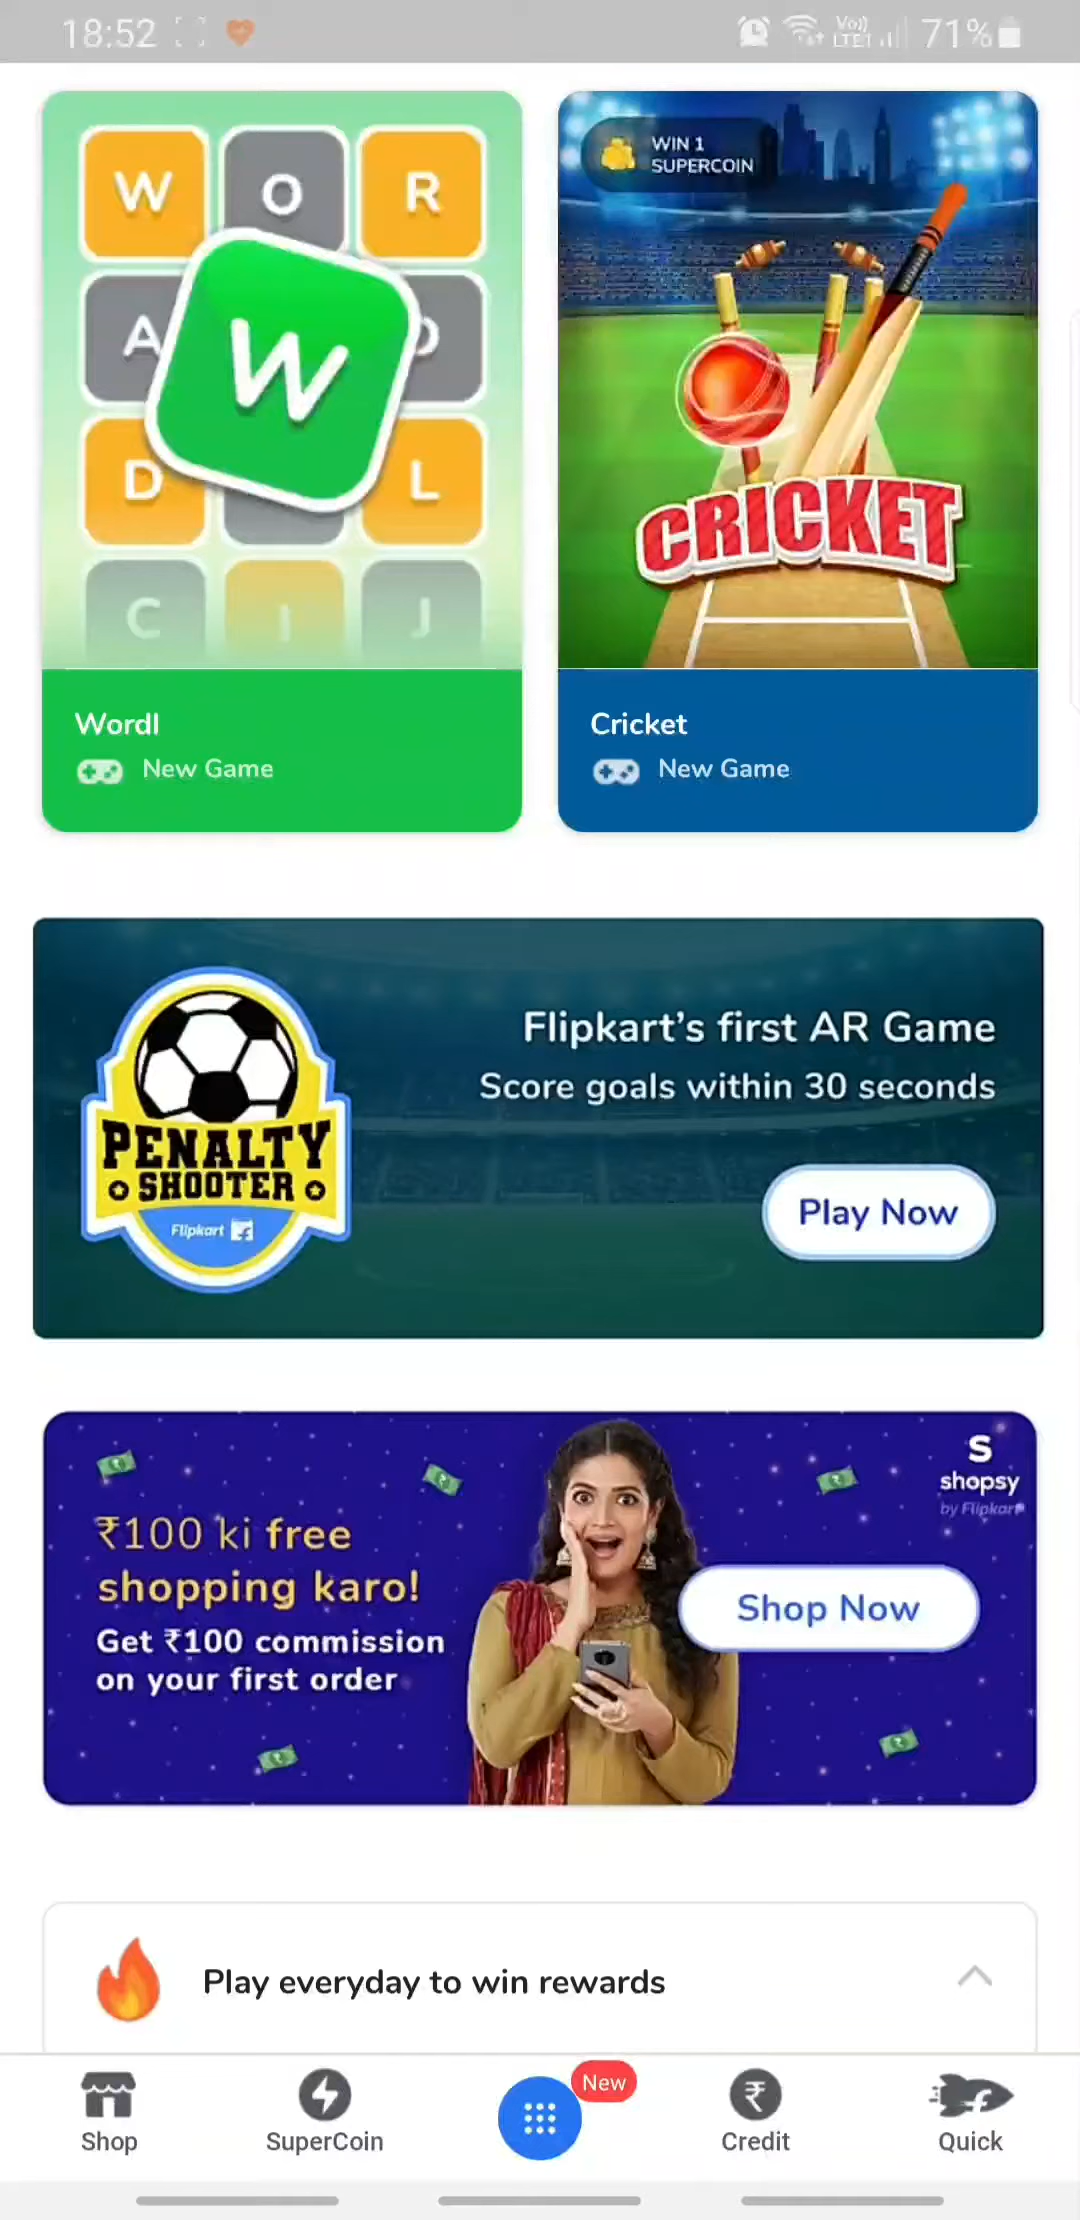 18:52
Vo))
LTE1
71%
W O R
W
A
D L
C I J
WIN 1
SUPERCOIN
CRICKET
Wordl
New Game
Cricket
New Game
PENALTY
SHOOTER
Flipkart
Flipkart's first AR Game
Score goals within 30 seconds
Play Now
S
shopsy
by Flipkart
₹100 ki free
shopping karo!
Get ₹100 commission
on your first order
Shop Now
Play everyday to win rewards
New
Shop
SuperCoin
Credit
Quick